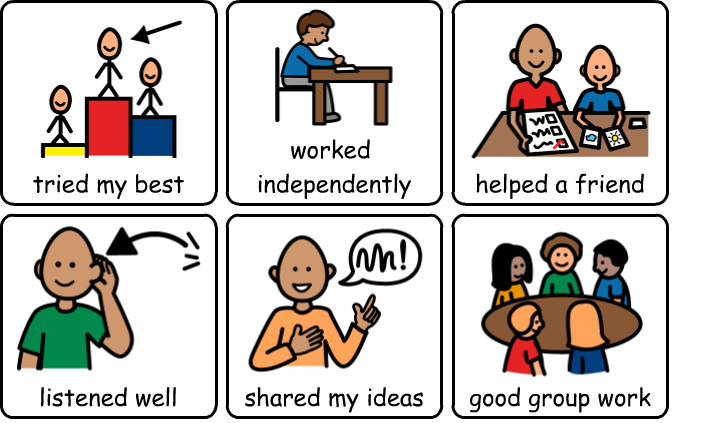 tried my best
worked
independently
helped a friend
listened well
shared my ideas
good group work